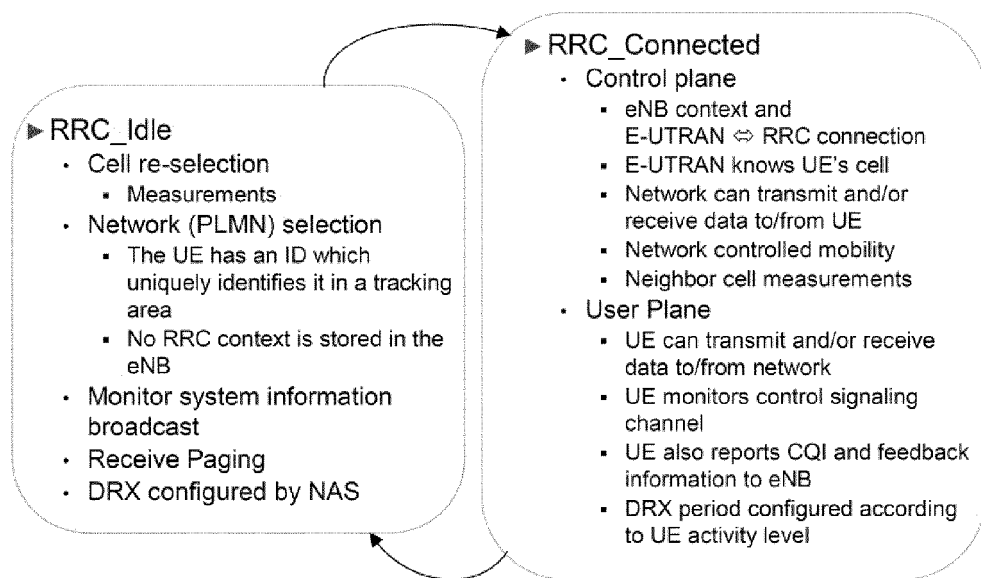 ► RRC_Idle
• Cell re-selection
▪ Measurements
• Network (PLMN) selection
▪ The UE has an ID which
uniquely identifies it in a tracking
area
▪ No RRC context is stored in the
eNB
• Monitor system information
broadcast
• Receive Paging
• DRX configured by NAS
► RRC_Connected
• Control plane
▪ eNB context and
E-UTRAN ⇔ RRC connection
▪ E-UTRAN knows UE's cell
▪ Network can transmit and/or
receive data to/from UE
▪ Network controlled mobility
▪ Neighbor cell measurements
• User Plane
▪ UE can transmit and/or receive
data to/from network
▪ UE monitors control signaling
channel
▪ UE also reports CQI and feedback
information to eNB
▪ DRX period configured according
to UE activity level